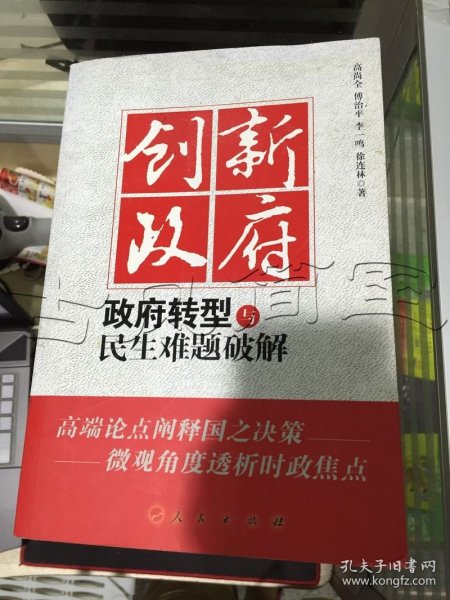 高尚全 傅治平 李一鸣 徐连林◎著
创新
政府
政府转型与
民生难题破解
高端论点阐释国之决策——
——微观角度透析时政焦点
人民出版社
孔夫子旧书网
www.kongfz.com